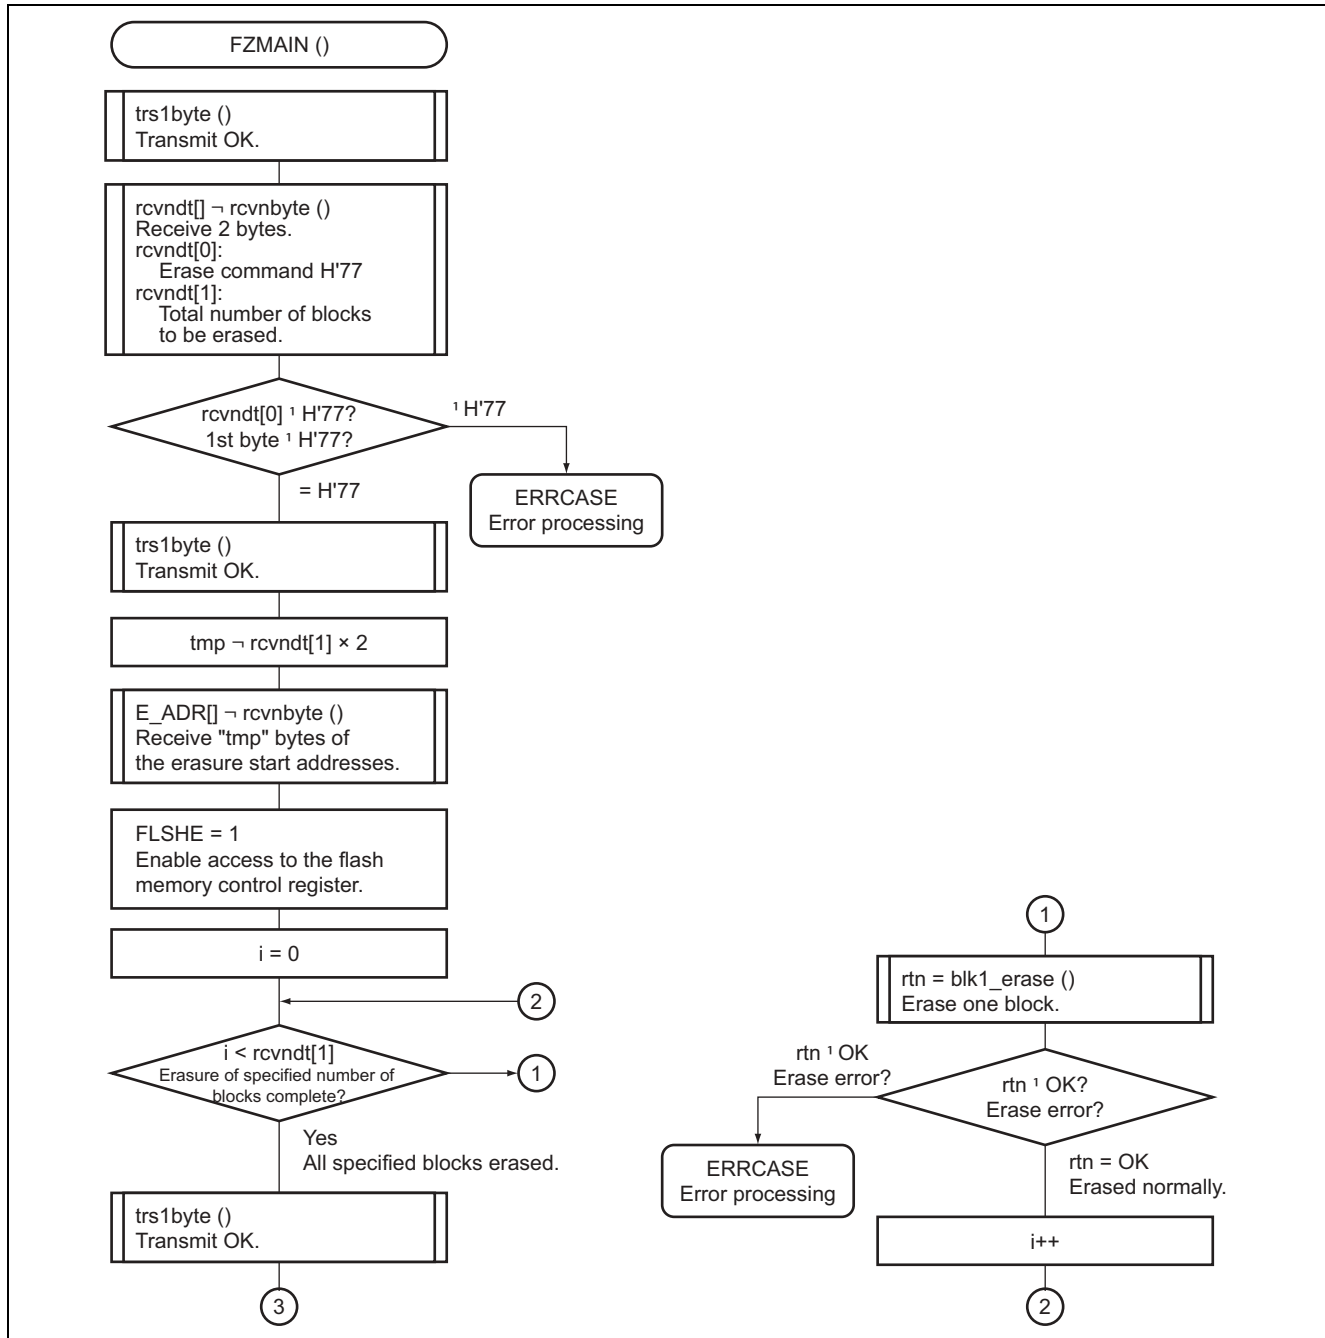 FZMAIN ()
trs1byte ()
Transmit OK.
rcvndt[] ¬ rcvnbyte ()
Receive 2 bytes.
rcvndt[0]:
Erase command H'77
rcvndt[1]:
Total number of blocks
to be erased.
rcvndt[0] ¹ H'77?
1st byte ¹ H'77?
¹ H'77
= H'77
ERRCASE
Error processing
trs1byte ()
Transmit OK.
tmp ¬ rcvndt[1] × 2
E_ADR[] ¬ rcvnbyte ()
Receive "tmp" bytes of
the erasure start addresses.
FLSHE = 1
Enable access to the flash
memory control register.
i = 0
2
i < rcvndt[1]
Erasure of specified number of
blocks complete?
1
Yes
All specified blocks erased.
trs1byte ()
Transmit OK.
3
1
rtn = blk1_erase ()
Erase one block.
rtn ¹ OK
Erase error?
rtn ¹ OK?
Erase error?
ERRCASE
Error processing
rtn = OK
Erased normally.
i++
2